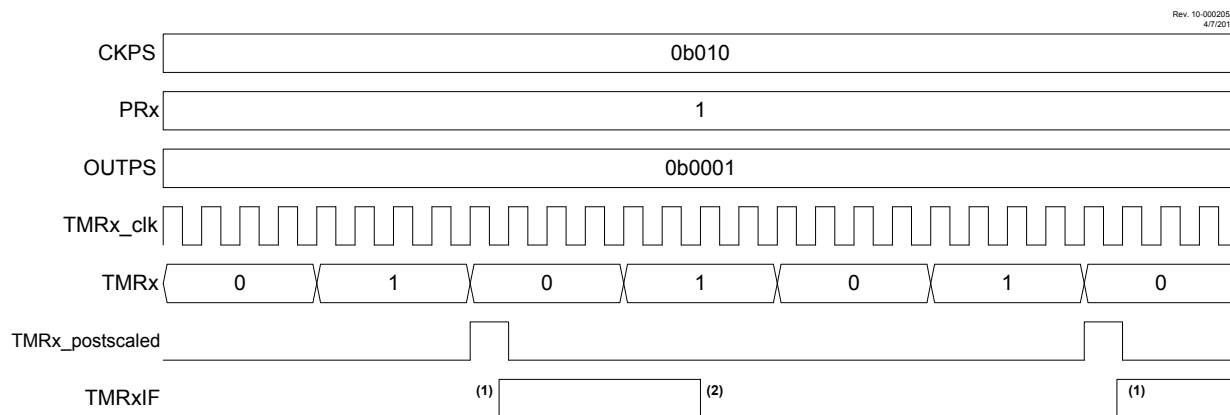 Rev. 10-000205
4/7/201
CKPS 0b010
PRx 1
OUTPS 0b0001
TMRx_clk
TMRx 0 1 0 1 0 1 0
TMRx_postscaled
TMRxIF (1) (2) (1)